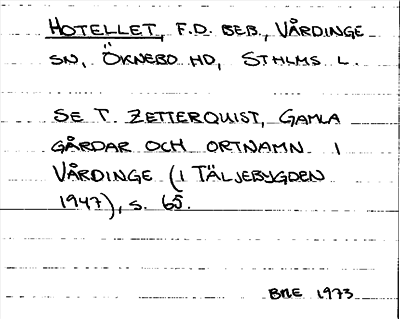 HOTELLET, F.D. BEB., VÅRDINGE
SN, ÖKNEBO HD, STHLMS L.
SE T. ZETTERQUIST, GAMLA
GÅRDAR OCH ORTNAMN I
VÅRDINGE (I TÄLJEBYGDEN
1947), s. 65.
BME 1973